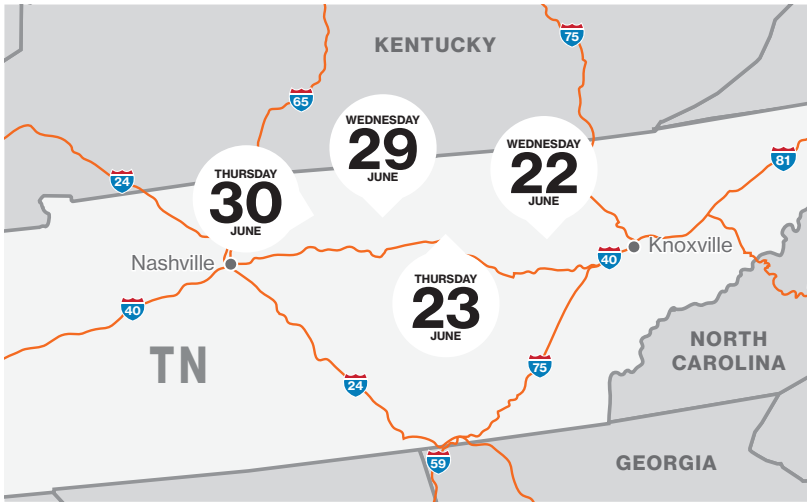 KENTUCKY
75
65
WEDNESDAY
29
JUNE
WEDNESDAY
22
JUNE
81
24
THURSDAY
30
JUNE
Nashville
Knoxville
40
THURSDAY
23
JUNE
40
TN
NORTH
CAROLINA
75
24
59
GEORGIA